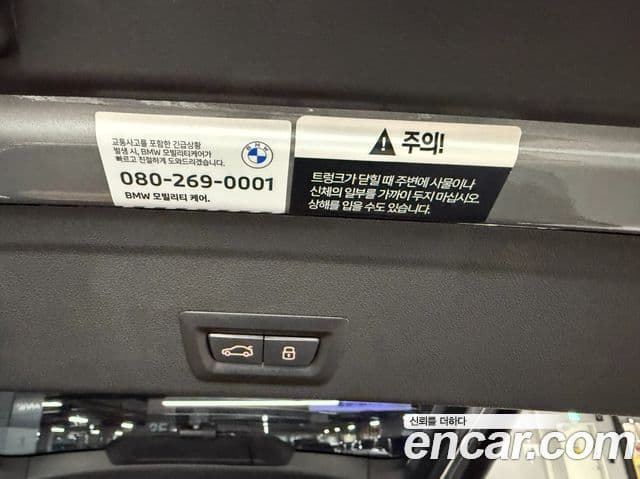 교통사고를 포함한 긴급상황
발생 시, BMW 모빌리티케어가
빠르고 친절하게 도와드리겠습니다.
080-269-0001
BMW 모빌리티 케어.
BMW
주의!
트렁크가 닫힐 때 주변에 사물이나
신체의 일부를 가까이 두지 마십시오.
상해를 입을 수도 있습니다.
신뢰를 더하다
encar.com